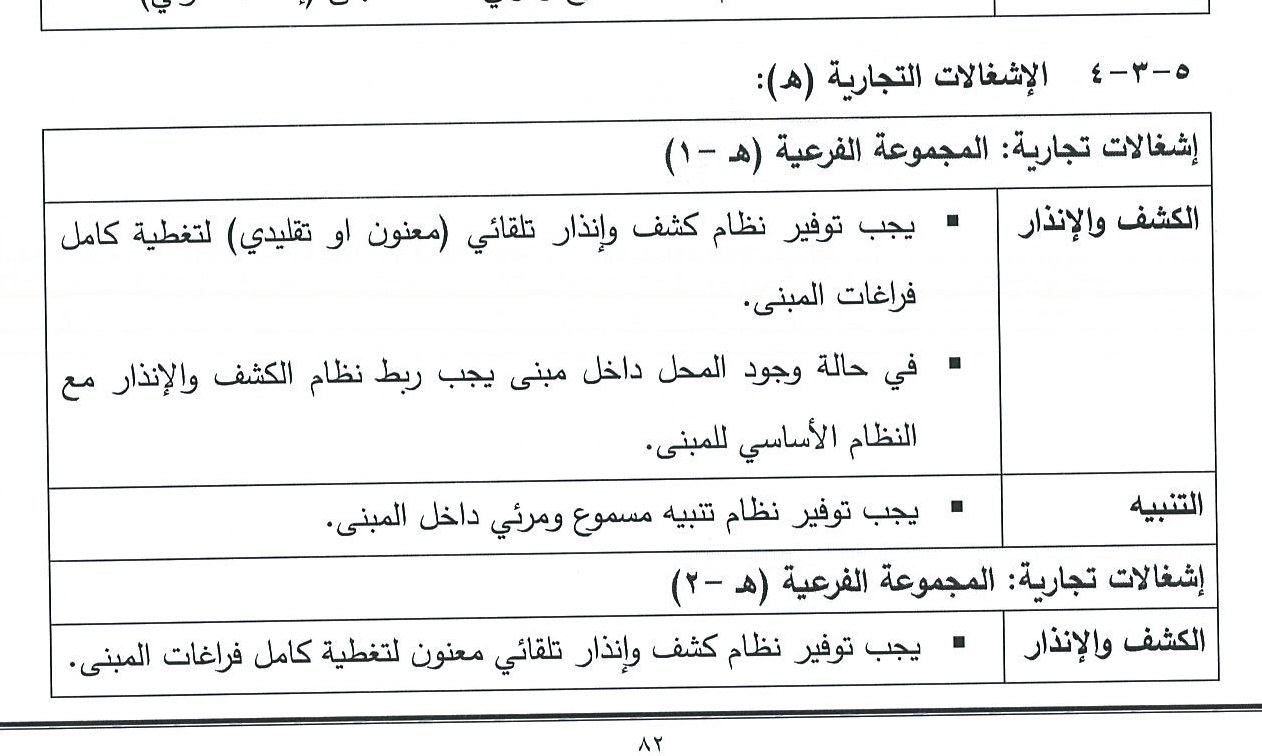 ٥-٣-٤ الإشغالات التجارية (هـ):
إشغالات تجارية: المجموعة الفرعية (هـ -١)
الكشف والإنذار
▪ يجب توفير نظام كشف وإنذار تلقائي (معنون او تقليدي) لتغطية كامل
فراغات المبنى.
▪ في حالة وجود المحل داخل مبنى يجب ربط نظام الكشف والإنذار مع
النظام الأساسي للمبنى.
التنبيه
▪ يجب توفير نظام تنبيه مسموع ومرئي داخل المبنى.
إشغالات تجارية: المجموعة الفرعية (هـ -٢)
الكشف والإنذار
▪ يجب توفير نظام كشف وإنذار تلقائي معنون لتغطية كامل فراغات المبنى.
٨٢